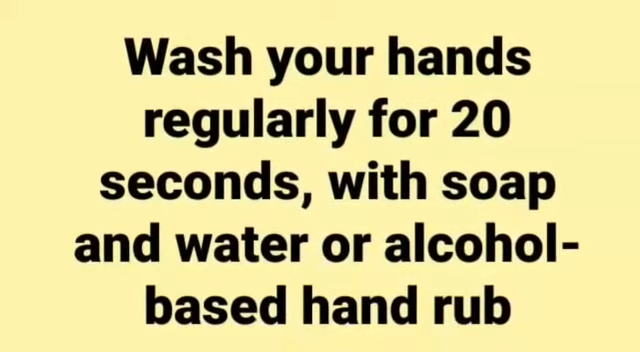 Wash your hands
regularly for 20
seconds, with soap
and water or alcohol-
based hand rub